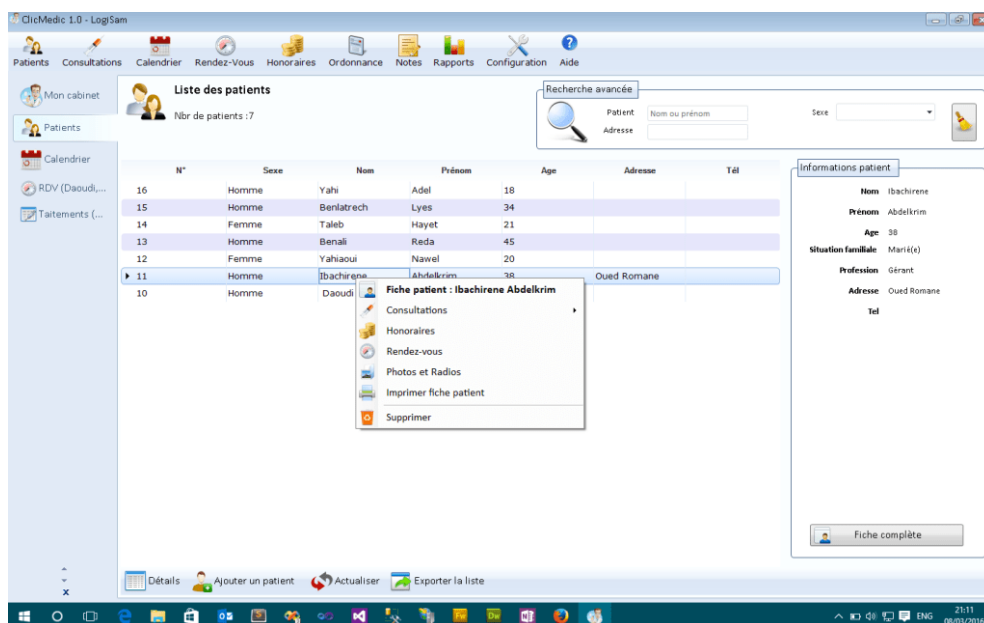 ClicMedic 1.0 - LogiSam
Patients Consultations Calendrier Rendez-Vous Honoraires Ordonnance Notes Rapports Configuration Aide
Mon cabinet
Patients
Calendrier
RDV (Daoudi,...
Taitements (...
x
Liste des patients
Nbr de patients :7
Recherche avancée
Patient Nom ou prénom
Adresse
Sexe
N° Sexe Nom Prénom Age Adresse Tél
16 Homme Yahi Adel 18
15 Homme Benlatrech Lyes 34
14 Femme Taleb Hayet 21
13 Homme Benali Reda 45
12 Femme Yahiaoui Nawel 20
11 Homme Ibachirene Abdelkrim 38 Oued Romane
10 Homme Daoudi
Fiche patient : Ibachirene Abdelkrim
Consultations
Honoraires
Rendez-vous
Photos et Radios
Imprimer fiche patient
Supprimer
Informations patient
Nom Ibachirene
Prénom Abdelkrim
Age 38
Situation familiale Marié(e)
Profession Gérant
Adresse Oued Romane
Tel
Fiche complète
Détails Ajouter un patient Actualiser Exporter la liste
Fw Dw
ENG
21:11
08/03/2016